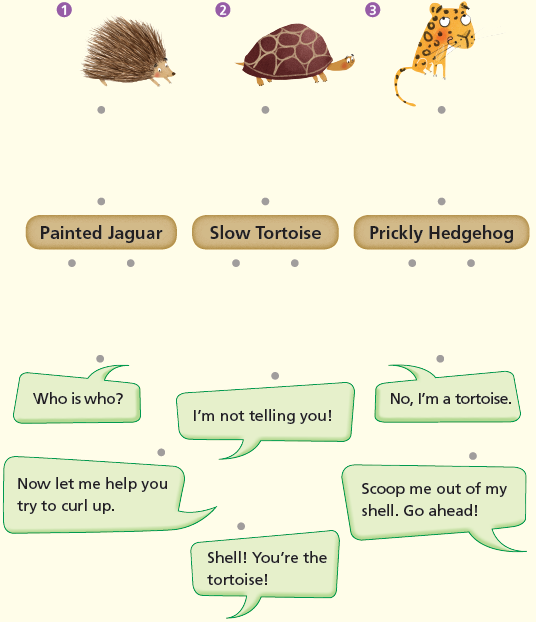 1 2 3
Painted Jaguar
Slow Tortoise
Prickly Hedgehog
Who is who?
I'm not telling you!
No, I'm a tortoise.
Now let me help you
try to curl up.
Scoop me out of my
shell. Go ahead!
Shell! You're the
tortoise!